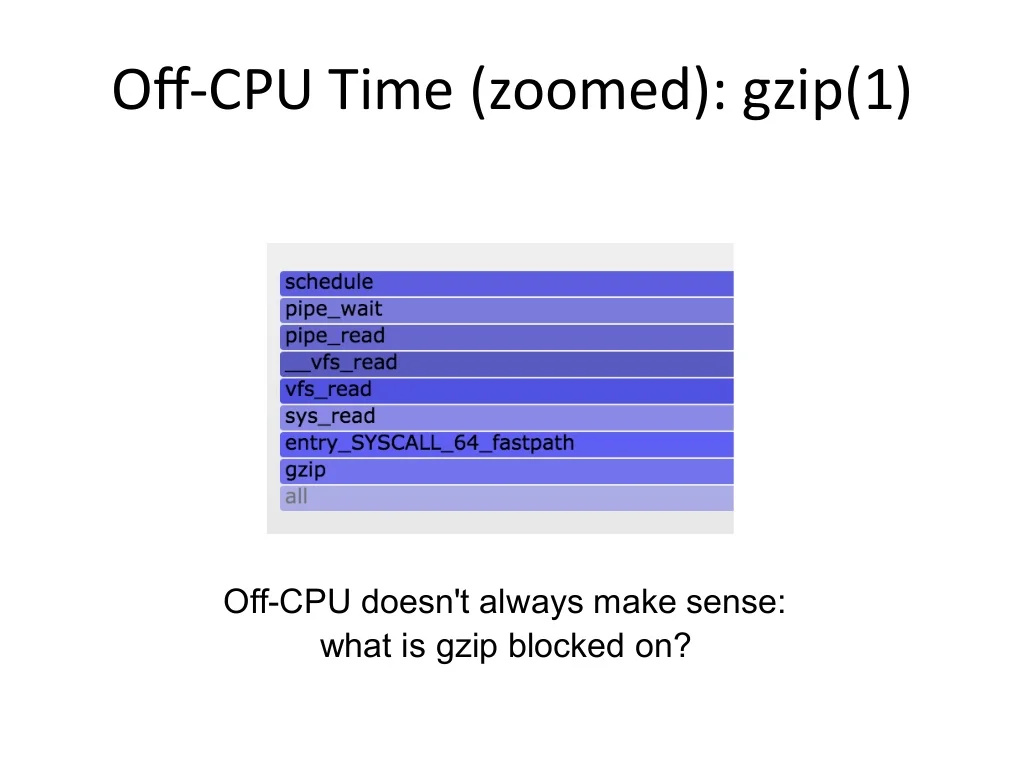 Off-CPU Time (zoomed): gzip(1)
schedule
pipe_wait
pipe_read
__vfs_read
vfs_read
sys_read
entry_SYSCALL_64_fastpath
gzip
all
Off-CPU doesn't always make sense:
what is gzip blocked on?